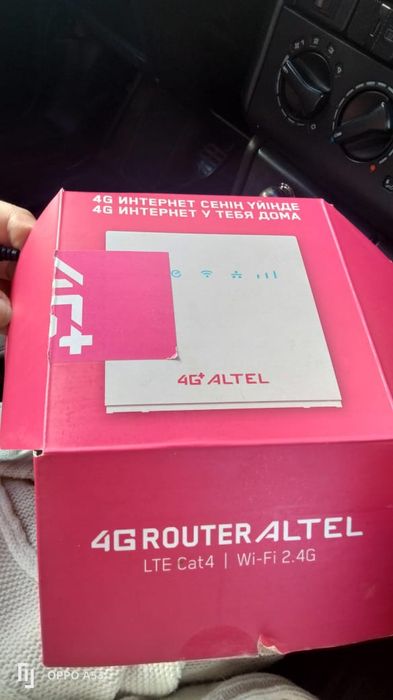 4G ИНТЕРНЕТ СЕНІҢ ҮЙІНДЕ
4G ИНТЕРНЕТ У ТЕБЯ ДОМА
4G+ ALTEL
4G ROUTER ALTEL
LTE Cat4 | Wi-Fi 2.4G
OPPO A53